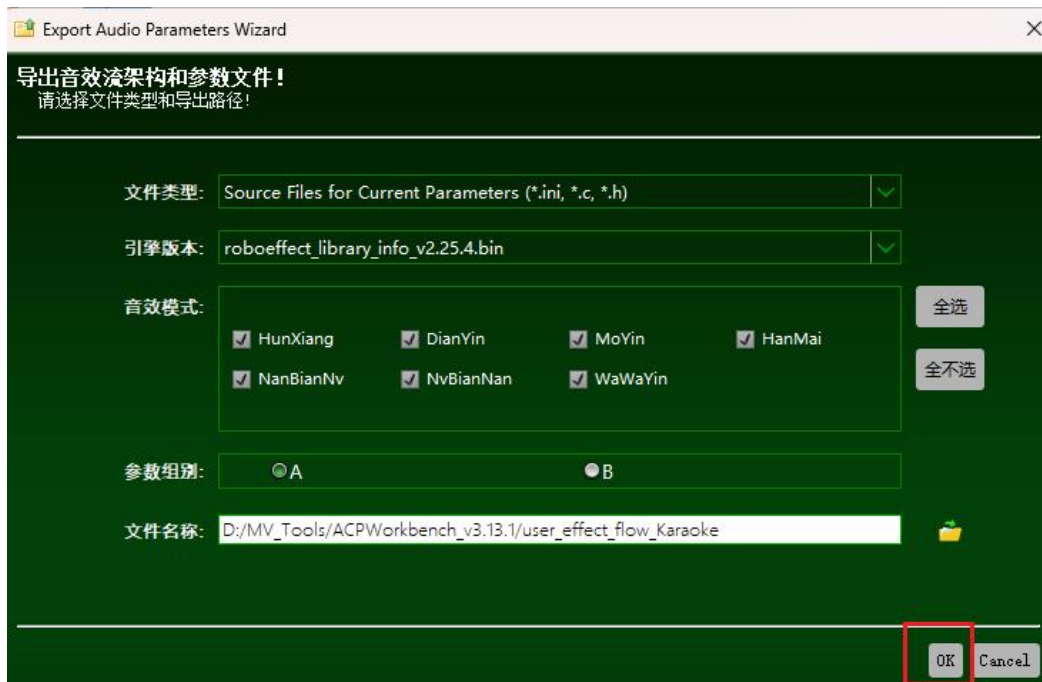 Export Audio Parameters Wizard
导出音效流架构和参数文件!
请选择文件类型和导出路径!
文件类型: Source Files for Current Parameters (*.ini, *.c, *.h)
引擎版本: roboeffect_library_info_v2.25.4.bin
音效模式:
全选
HunXiang DianYin MoYin HanMai
NanBianNv NvBianNan WaWaYin
全不选
参数组别: A B
文件名称: D:/MV_Tools/ACPWorkbench_v3.13.1/user_effect_flow_Karaoke
OK Cancel